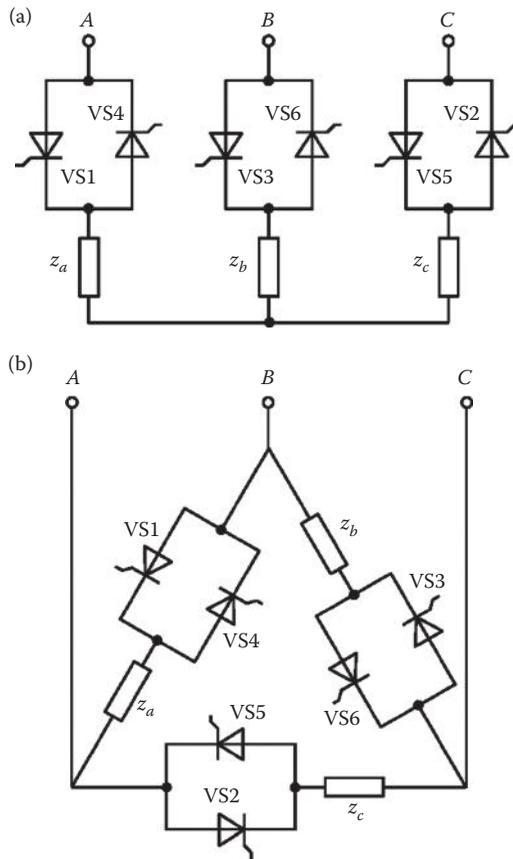 (a)
A B C
VS4 VS6 VS2
VS1 VS3 VS5
z_a z_b z_c
(b)
A B C
VS1 z_b
VS3
VS4
VS6
z_a VS5
VS2
z_c